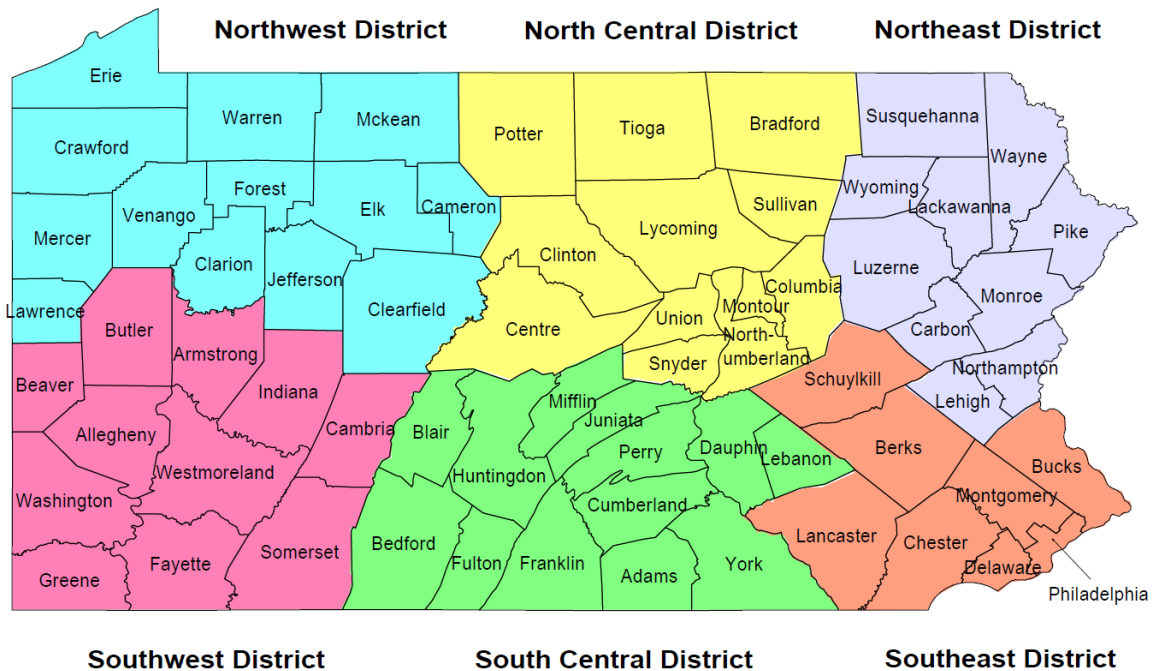 Northwest District
North Central District
Northeast District
Erie
Warren
Mckean
Potter
Tioga
Bradford
Susquehanna
Crawford
Wayne
Forest
Wyoming
Venango
Elk
Cameron
Sullivan
Lackawanna
Mercer
Lycoming
Pike
Clarion
Clinton
Luzerne
Jefferson
Monroe
Lawrence
Clearfield
Columbia
Montour
Butler
Union
Centre
Carbon
Armstrong
North-
umberland
Snyder
Northampton
Schuylkill
Beaver
Indiana
Mifflin
Lehigh
Juniata
Allegheny
Cambria
Blair
Dauphin
Berks
Perry
Lebanon
Bucks
Westmoreland
Huntingdon
Washington
Cumberland
Montgomery
Lancaster
Chester
Bedford
Somerset
Fayette
Fulton
Franklin
York
Delaware
Greene
Adams
Philadelphia
Southwest District
South Central District
Southeast District